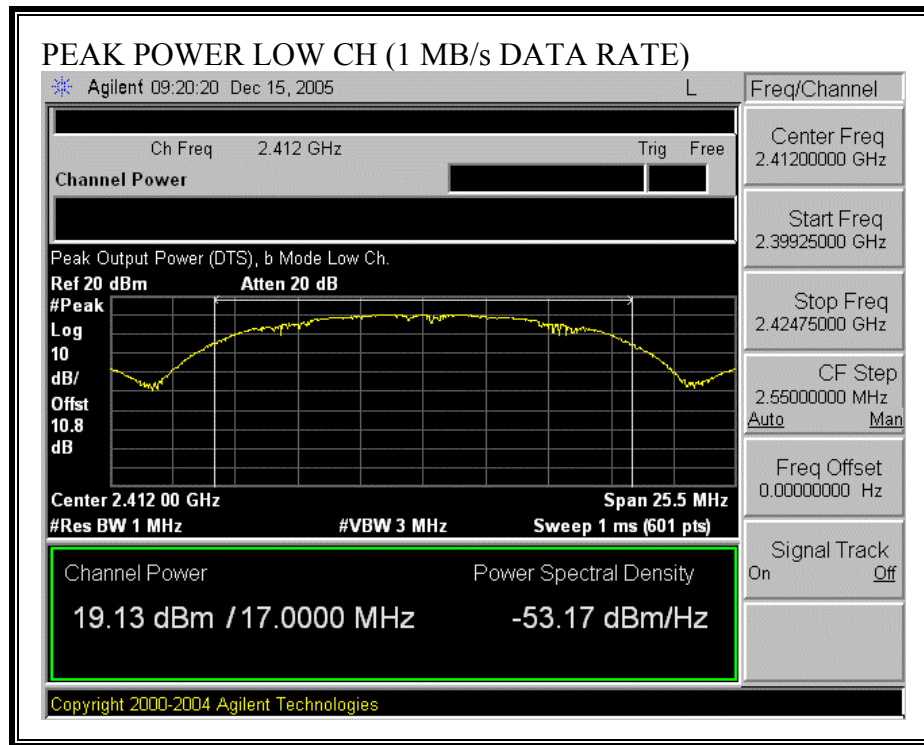 PEAK POWER LOW CH (1 MB/s DATA RATE)
Agilent 09:20:20 Dec 15, 2005 L
Freq/Channel
Ch Freq 2.412 GHz Trig Free
Channel Power
Center Freq
2.41200000 GHz
Start Freq
2.39925000 GHz
Stop Freq
2.42475000 GHz
CF Step
2.55000000 MHz
Auto Man
Freq Offset
0.00000000 Hz
Signal Track
On Off
Peak Output Power (DTS), b Mode Low Ch.
Ref 20 dBm Atten 20 dB
#Peak
Log
10
dB/
Offst
10.8
dB
Center 2.412 00 GHz Span 25.5 MHz
#Res BW 1 MHz #VBW 3 MHz Sweep 1 ms (601 pts)
Channel Power Power Spectral Density
19.13 dBm / 17.0000 MHz -53.17 dBm/Hz
Copyright 2000-2004 Agilent Technologies